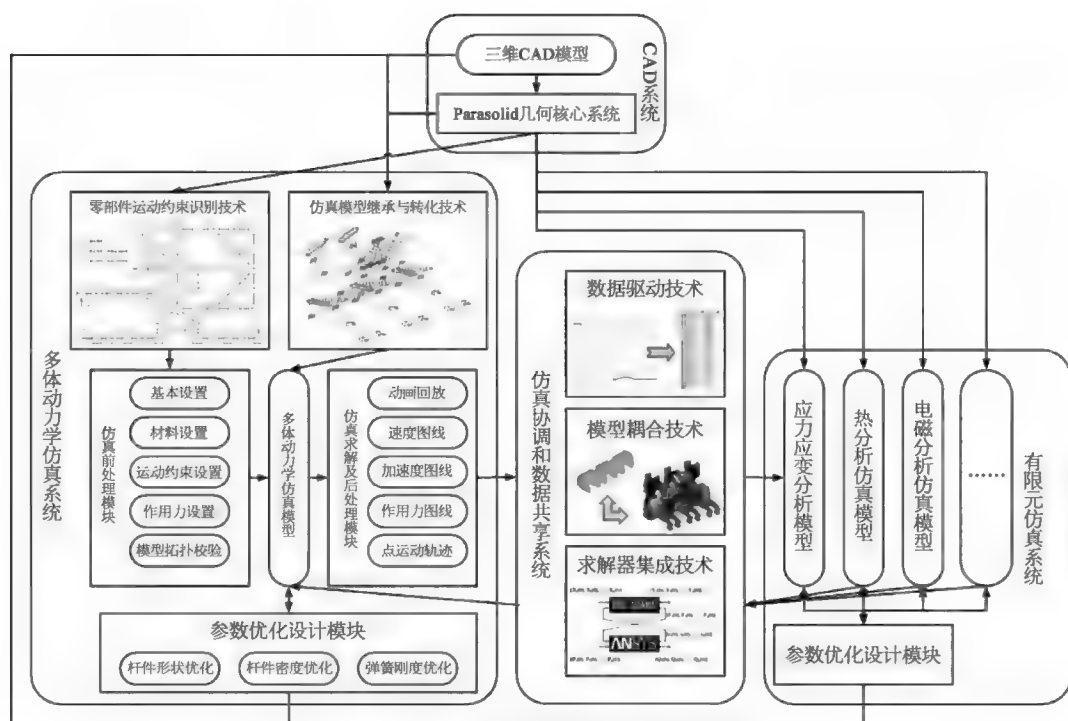 三维CAD模型
Parasolid几何核心系统
CAD系统
零部件运动约束识别技术
仿真模型继承与转化技术
多体动力学仿真系统
仿真前处理模块
基本设置
材料设置
运动约束设置
作用力设置
模型拓扑校验
多体动力学仿真模型
仿真求解及后处理模块
动画回放
速度图线
加速度图线
作用力图线
点运动轨迹
参数优化设计模块
杆件形状优化
杆件密度优化
弹簧刚度优化
仿真协调和数据共享系统
数据驱动技术
模型耦合技术
求解器集成技术
应力应变分析模型
热分析仿真模型
电磁分析仿真模型
……
有限元仿真系统
参数优化设计模块